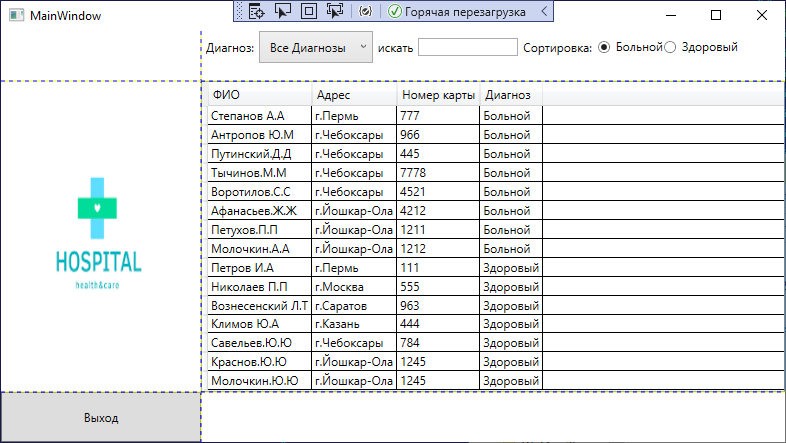 MainWindow
Горячая перезагрузка
Диагноз: Все Диагнозы искать Сортировка: Больной Здоровый
ФИО Адрес Номер карты Диагноз
Степанов А.А г.Пермь 777 Больной
Антропов Ю.М г.Чебоксары 966 Больной
Путинский.Д.Д г.Чебоксары 445 Больной
Тычинов.М.М г.Чебоксары 7778 Больной
Воротилов.С.С г.Чебоксары 4521 Больной
Афанасьев.Ж.Ж г.Йошкар-Ола 4212 Больной
Петухов.П.П г.Йошкар-Ола 1211 Больной
Молочкин.А.А г.Йошкар-Ола 1212 Больной
Петров И.А г.Пермь 111 Здоровый
Николаев П.П г.Москва 555 Здоровый
Вознесенский Л.Т г.Саратов 963 Здоровый
Климов Ю.А г.Казань 444 Здоровый
Савельев.Ю.Ю г.Чебоксары 784 Здоровый
Краснов.Ю.Ю г.Йошкар-Ола 1245 Здоровый
Молочкин.Ю.Ю г.Йошкар-Ола 1245 Здоровый
HOSPITAL
health&care
Выход